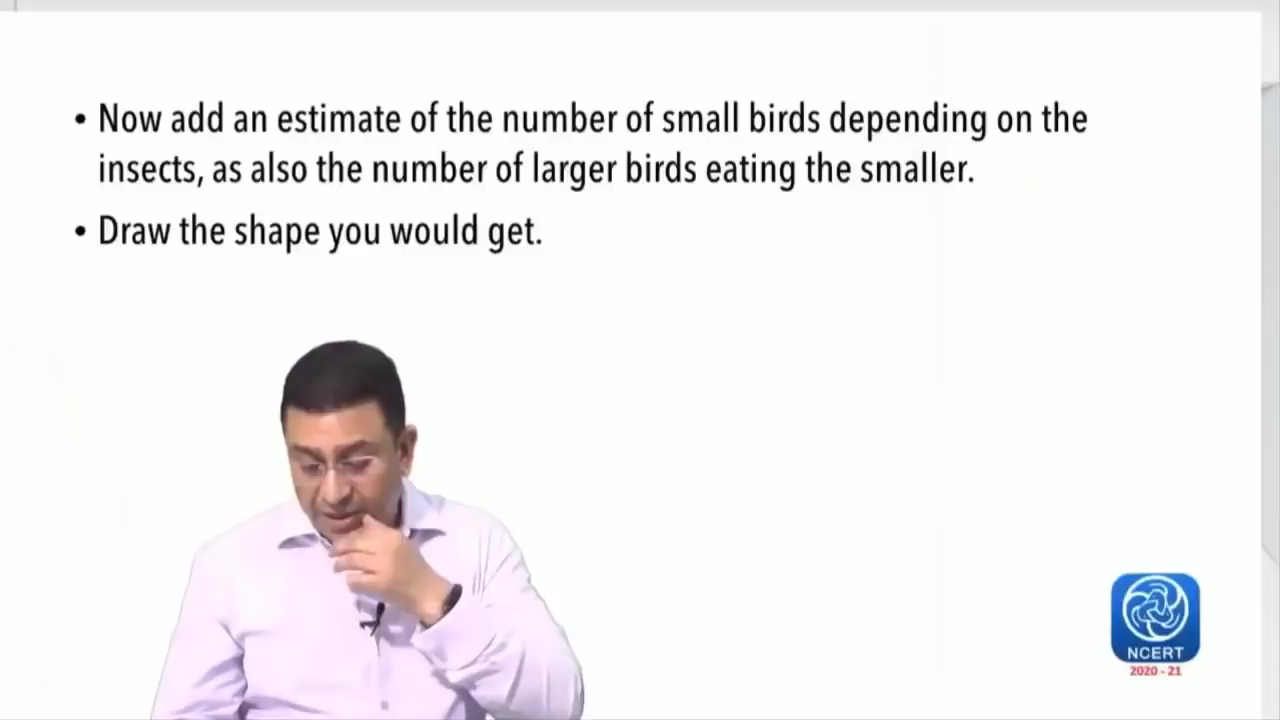 • Now add an estimate of the number of small birds depending on the
insects, as also the number of larger birds eating the smaller.
• Draw the shape you would get.
NCERT
2020 - 21